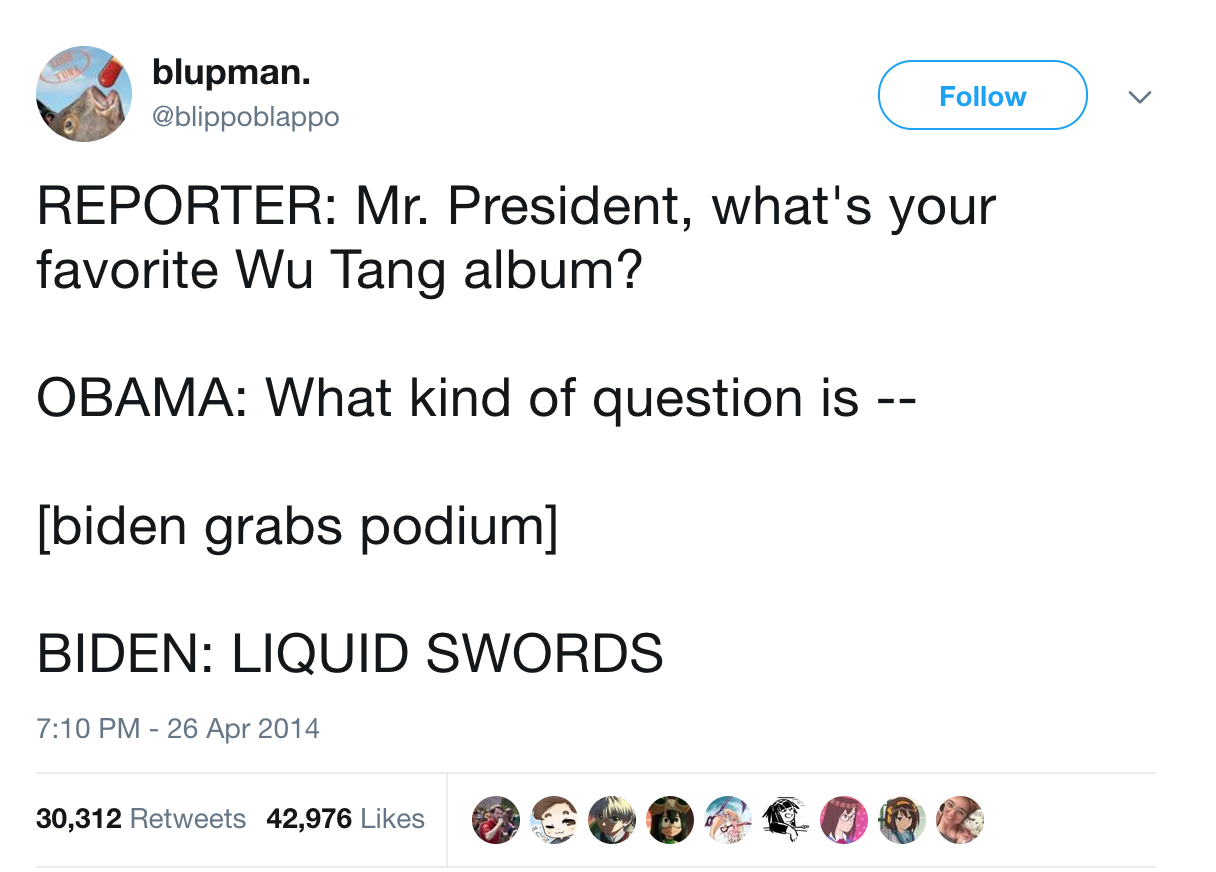 blupman.
@blippoblappo
Follow
REPORTER: Mr. President, what's your
favorite Wu Tang album?
OBAMA: What kind of question is --
[biden grabs podium]
BIDEN: LIQUID SWORDS
7:10 PM - 26 Apr 2014
30,312 Retweets 42,976 Likes